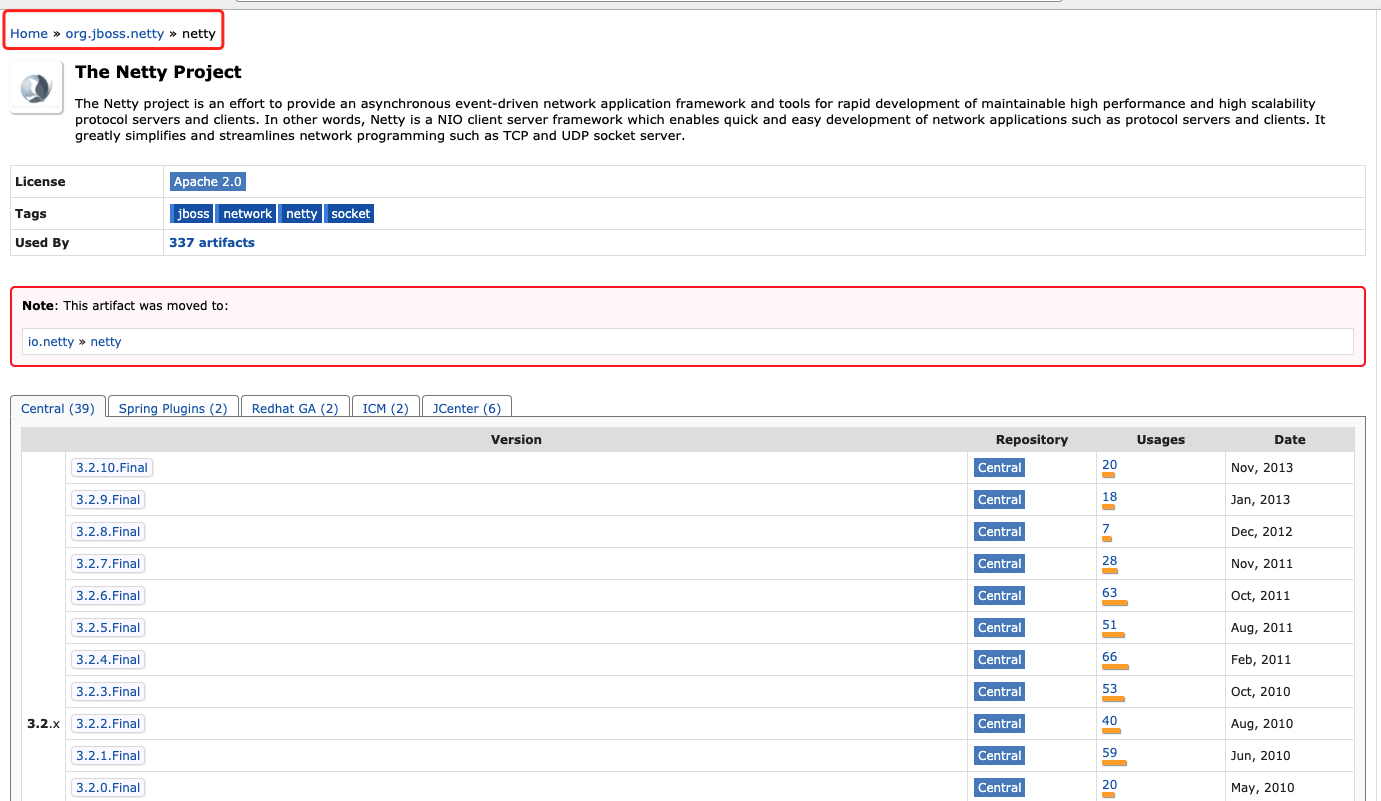 Home » org.jboss.netty » netty
The Netty Project
The Netty project is an effort to provide an asynchronous event-driven network application framework and tools for rapid development of maintainable high performance and high scalability
protocol servers and clients. In other words, Netty is a NIO client server framework which enables quick and easy development of network applications such as protocol servers and clients. It
greatly simplifies and streamlines network programming such as TCP and UDP socket server.
License Apache 2.0
Tags jboss network netty socket
Used By 337 artifacts
Note: This artifact was moved to:
io.netty » netty
Central (39) Spring Plugins (2) Redhat GA (2) ICM (2) JCenter (6)
Version Repository Usages Date
3.2.10.Final Central 20 Nov, 2013
3.2.9.Final Central 18 Jan, 2013
3.2.8.Final Central 7 Dec, 2012
3.2.7.Final Central 28 Nov, 2011
3.2.6.Final Central 63 Oct, 2011
3.2.5.Final Central 51 Aug, 2011
3.2.4.Final Central 66 Feb, 2011
3.2.3.Final Central 53 Oct, 2010
3.2.x 3.2.2.Final Central 40 Aug, 2010
3.2.1.Final Central 59 Jun, 2010
3.2.0.Final Central 20 May, 2010